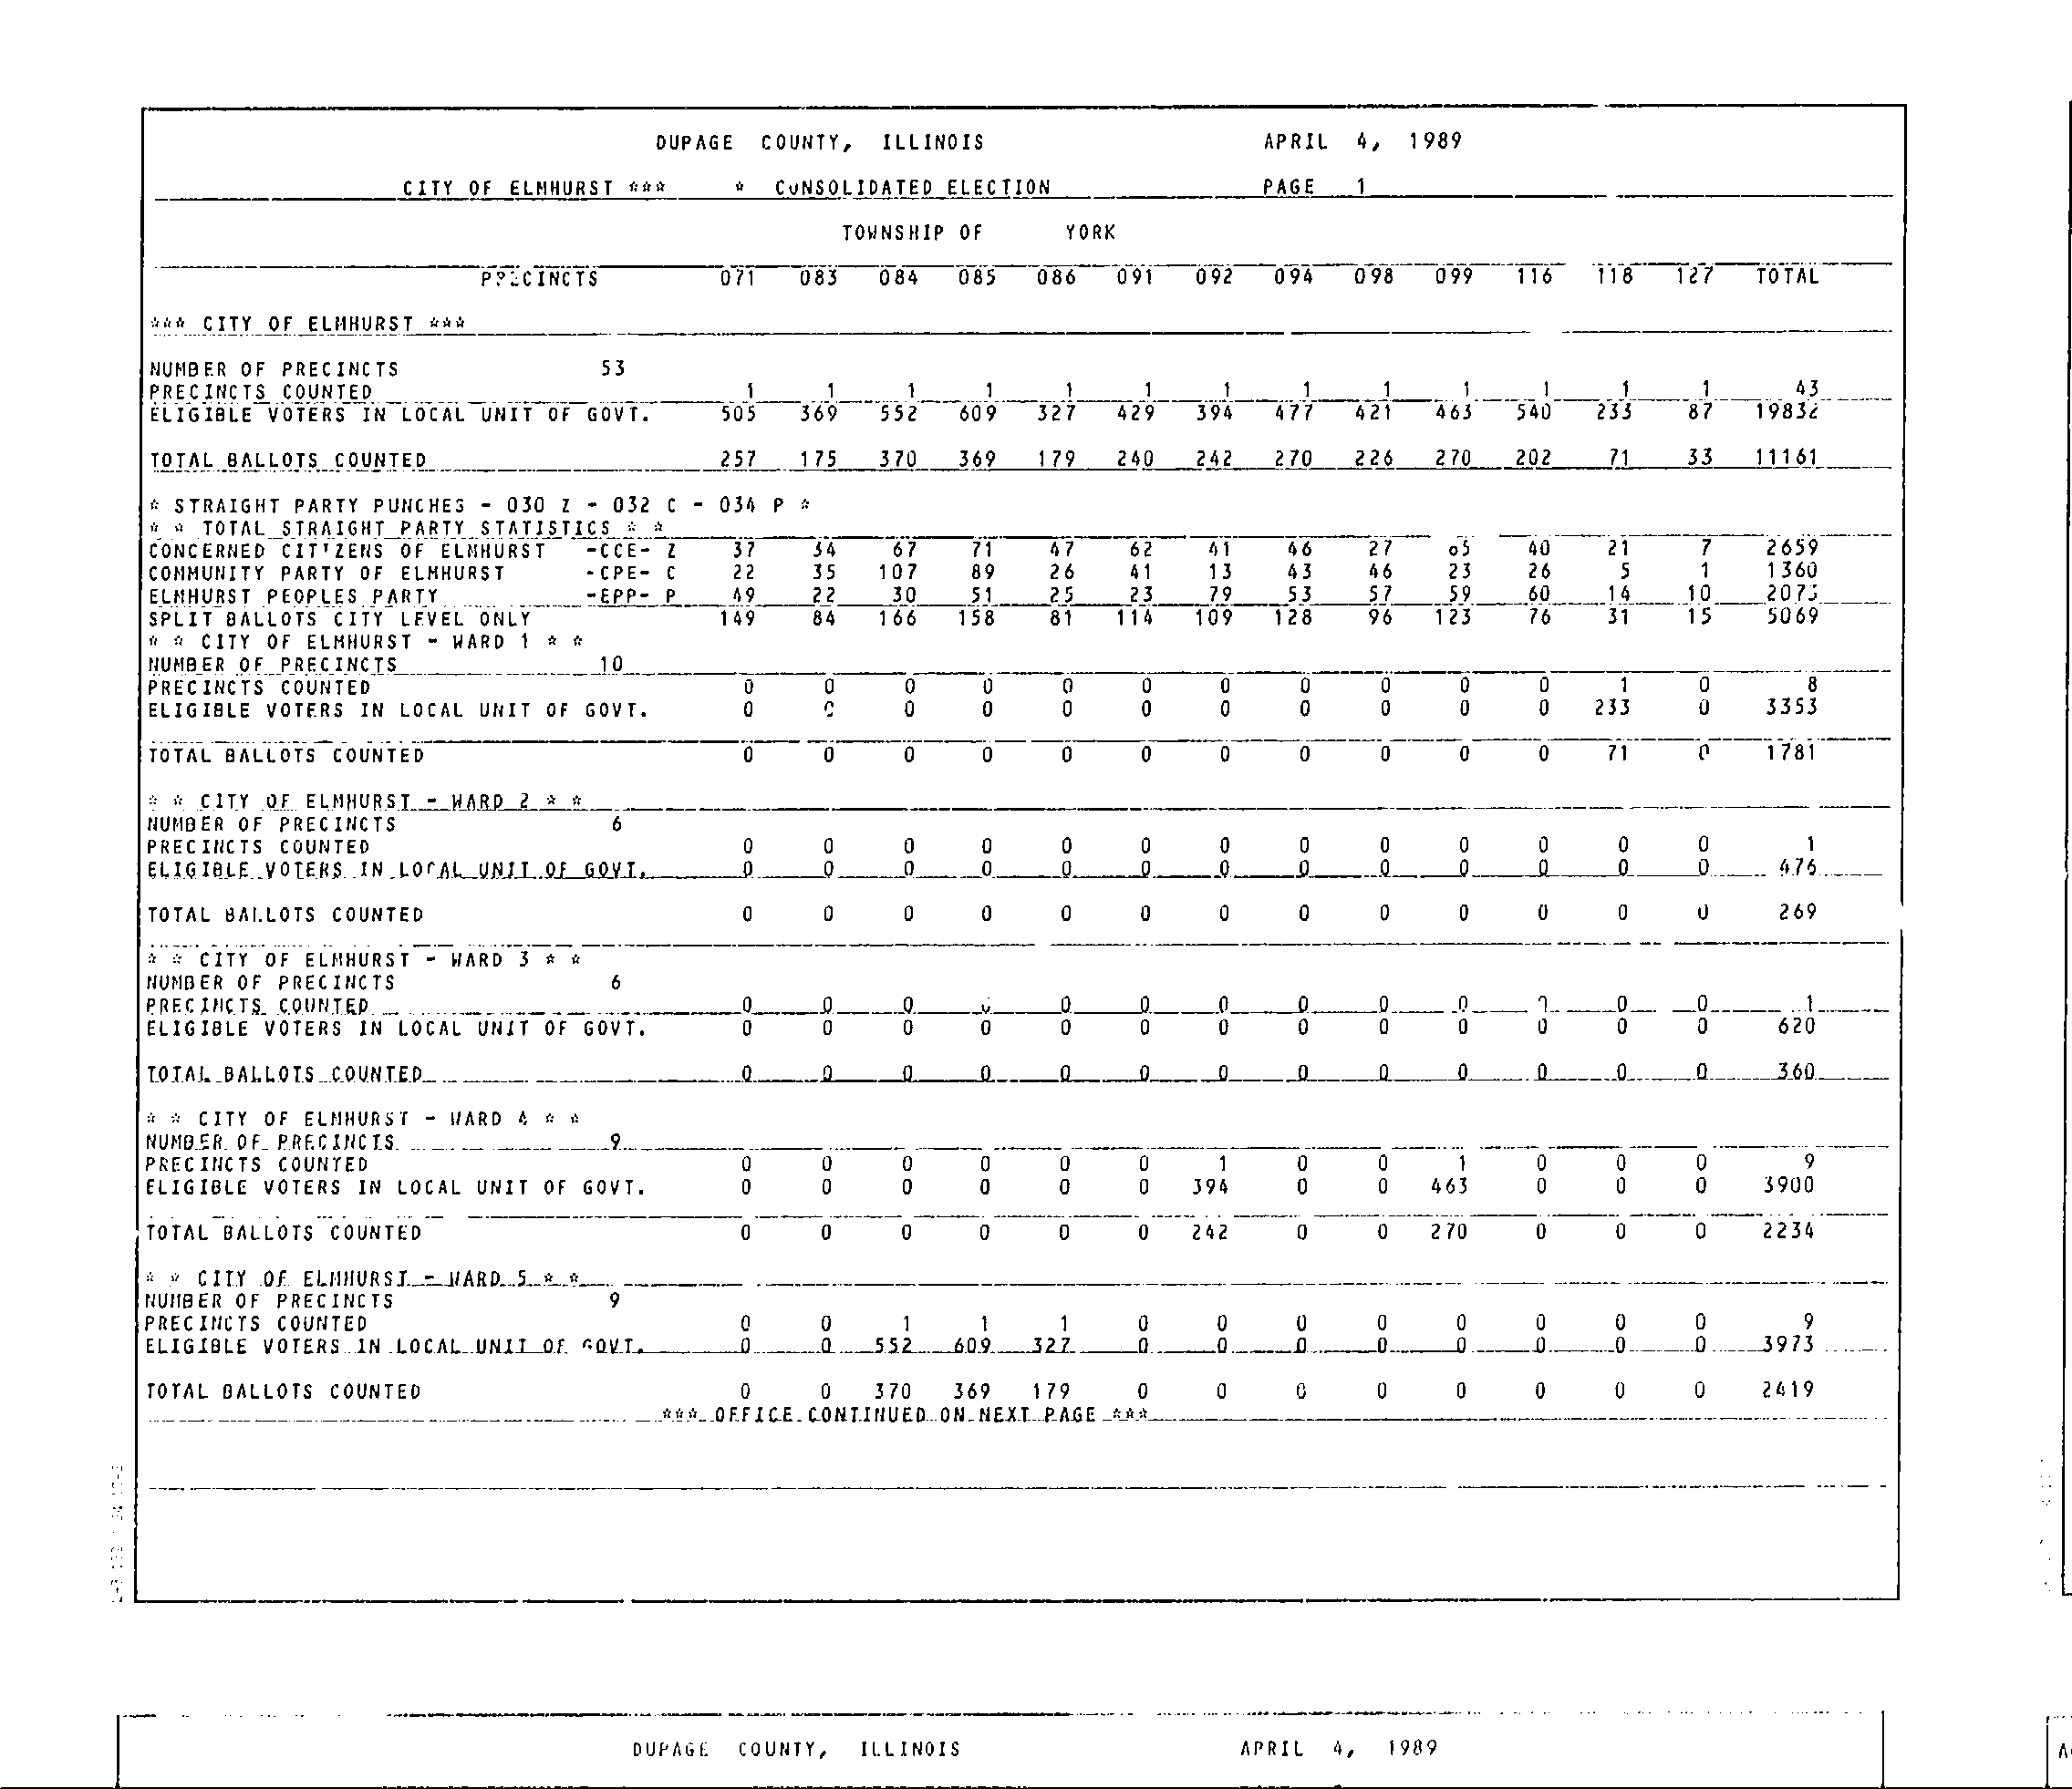 DUPAGE COUNTY, ILLINOIS APRIL 4, 1989
CITY OF ELMHURST *** * CONSOLIDATED ELECTION PAGE 1
TOWNSHIP OF YORK
PRECINCTS 071 083 084 085 086 091 092 094 098 099 116 118 127 TOTAL
*** CITY OF ELMHURST ***
NUMBER OF PRECINCTS 53
PRECINCTS COUNTED 1 1 1 1 1 1 1 1 1 1 1 1 1 43
ELIGIBLE VOTERS IN LOCAL UNIT OF GOVT. 505 369 552 609 327 429 394 477 421 463 540 233 87 19832
TOTAL BALLOTS COUNTED 257 175 370 369 179 240 242 270 226 270 202 71 33 11161
* STRAIGHT PARTY PUNCHES - 030 Z - 032 C - 034 P *
* * TOTAL STRAIGHT PARTY STATISTICS * *
CONCERNED CITIZENS OF ELMHURST -CCE- Z 37 34 67 71 47 62 41 46 27 65 40 21 7 2659
COMMUNITY PARTY OF ELMHURST -CPE- C 22 35 107 89 26 41 13 43 46 23 26 5 1 1360
ELMHURST PEOPLES PARTY -EPP- P 49 22 30 51 25 23 79 53 57 59 60 14 10 2073
SPLIT BALLOTS CITY LEVEL ONLY 149 84 166 158 81 114 109 128 96 123 76 31 15 5069
* * CITY OF ELMHURST - WARD 1 * *
NUMBER OF PRECINCTS 10
PRECINCTS COUNTED 0 0 0 0 0 0 0 0 0 0 0 1 0 8
ELIGIBLE VOTERS IN LOCAL UNIT OF GOVT. 0 0 0 0 0 0 0 0 0 0 0 233 0 3353
TOTAL BALLOTS COUNTED 0 0 0 0 0 0 0 0 0 0 0 71 0 1781
* * CITY OF ELMHURST - WARD 2 * *
NUMBER OF PRECINCTS 6
PRECINCTS COUNTED 0 0 0 0 0 0 0 0 0 0 0 0 0 1
ELIGIBLE VOTERS IN LOCAL UNIT OF GOVT. 0 0 0 0 0 0 0 0 0 0 0 0 0 476
TOTAL BALLOTS COUNTED 0 0 0 0 0 0 0 0 0 0 0 0 0 269
* * CITY OF ELMHURST - WARD 3 * *
NUMBER OF PRECINCTS 6
PRECINCTS COUNTED 0 0 0 0 0 0 0 0 0 0 0 0 0 1
ELIGIBLE VOTERS IN LOCAL UNIT OF GOVT. 0 0 0 0 0 0 0 0 0 0 0 0 0 620
TOTAL BALLOTS COUNTED 0 0 0 0 0 0 0 0 0 0 0 0 0 360
* * CITY OF ELMHURST - WARD 4 * *
NUMBER OF PRECINCTS 9
PRECINCTS COUNTED 0 0 0 0 0 0 1 0 0 1 0 0 0 9
ELIGIBLE VOTERS IN LOCAL UNIT OF GOVT. 0 0 0 0 0 0 394 0 0 463 0 0 0 3900
TOTAL BALLOTS COUNTED 0 0 0 0 0 0 242 0 0 270 0 0 0 2234
* * CITY OF ELMHURST - WARD 5 * *
NUMBER OF PRECINCTS 9
PRECINCTS COUNTED 0 0 1 1 1 0 0 0 0 0 0 0 0 9
ELIGIBLE VOTERS IN LOCAL UNIT OF GOVT. 0 0 552 609 327 0 0 0 0 0 0 0 0 3973
TOTAL BALLOTS COUNTED 0 0 370 369 179 0 0 0 0 0 0 0 0 2419
*** OFFICE CONTINUED ON NEXT PAGE ***
DUPAGE COUNTY, ILLINOIS APRIL 4, 1989